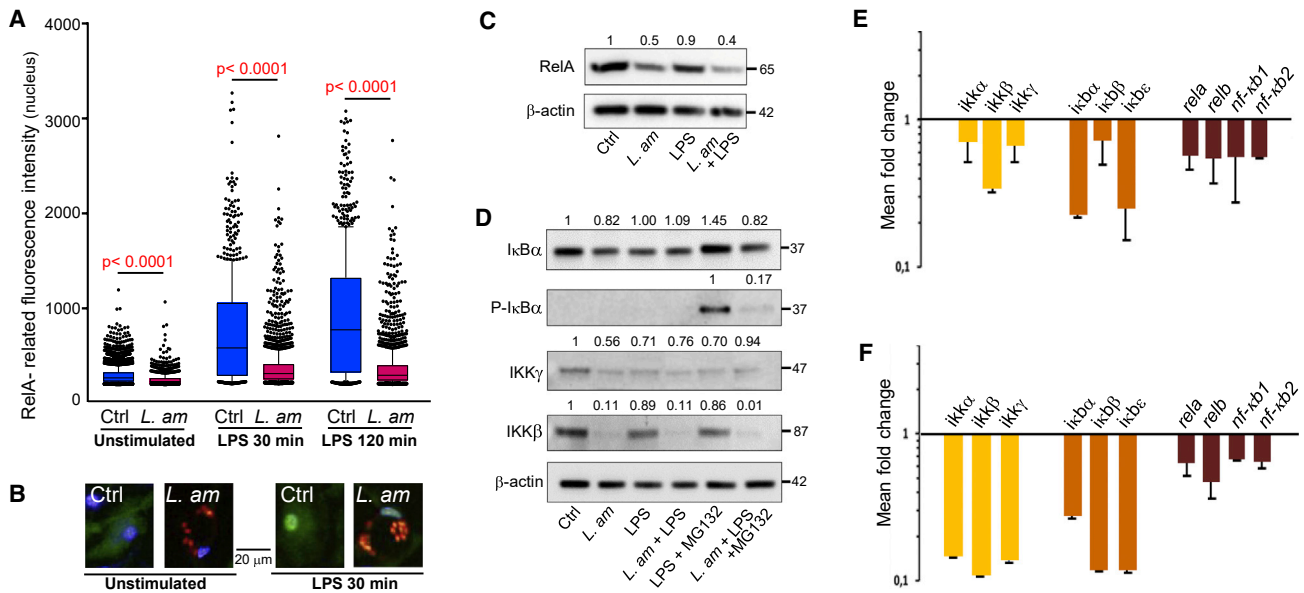 A
RelA- related fluorescence intensity (nucleus)
4000
3000
2000
1000
0
p< 0.0001
p< 0.0001
p< 0.0001
Ctrl L. am Ctrl L. am Ctrl L. am
Unstimulated LPS 30 min LPS 120 min
B
Ctrl L. am Ctrl L. am
20 μm
Unstimulated LPS 30 min
C
1 0.5 0.9 0.4
RelA 65
β-actin 42
Ctrl L. am LPS L. am + LPS
D
1 0.82 1.00 1.09 1.45 0.82
IκBα 37
1 0.17
P-IκBα 37
1 0.56 0.71 0.76 0.70 0.94
IKKγ 47
1 0.11 0.89 0.11 0.86 0.01
IKKβ 87
β-actin 42
Ctrl L. am LPS L. am + LPS LPS + MG132 L. am + LPS +MG132
E
Mean fold change
1
0,1
ikkα ikkβ ikkγ iκbα iκbβ iκbε rela relb nf-κb1 nf-κb2
F
Mean fold change
1
0,1
ikkα ikkβ ikkγ iκbα iκbβ iκbε rela relb nf-κb1 nf-κb2